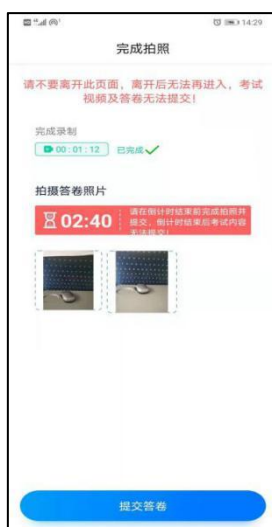 14:29
完成拍照
请不要离开此页面，离开后无法再进入，考试
视频及答卷无法提交！
完成录制
00:01:12 已完成
拍摄答卷照片
02:40
请在倒计时结束前完成拍照并
提交，倒计时结束后考试内容
无法提交！
提交答卷